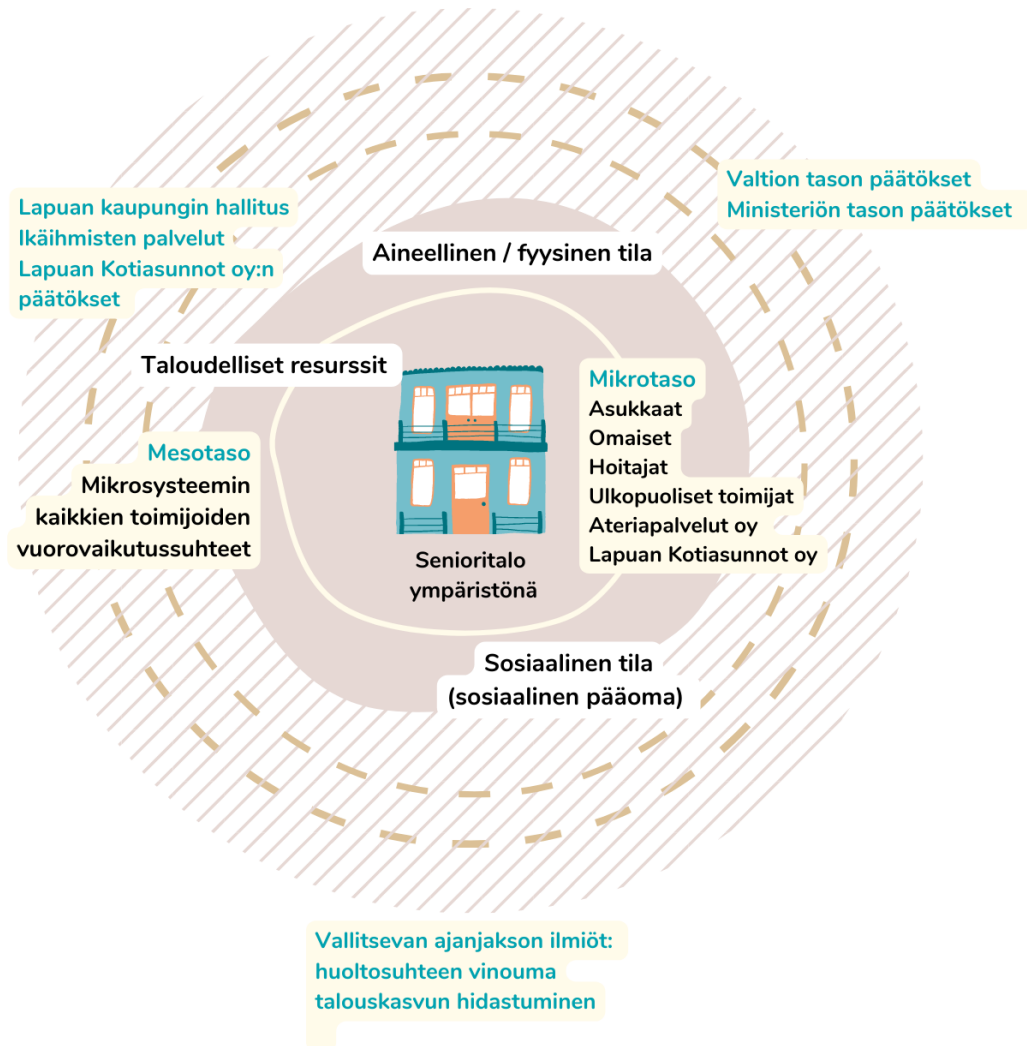 Valtion tason päätökset
Ministeriön tason päätökset
Lapuan kaupungin hallitus
Ikäihmisten palvelut
Lapuan Kotiasunnot oy:n
päätökset
Aineellinen / fyysinen tila
Taloudelliset resurssit
Mikrotaso
Asukkaat
Omaiset
Hoitajat
Ulkopuoliset toimijat
Ateriapalvelut oy
Lapuan Kotiasunnot oy
Mesotaso
Mikrosysteemin
kaikkien toimijoiden
vuorovaikutussuhteet
Senioritalo
ympäristönä
Sosiaalinen tila
(sosiaalinen pääoma)
Vallitsevan ajanjakson ilmiöt:
huoltosuhteen vinouma
talouskasvun hidastuminen